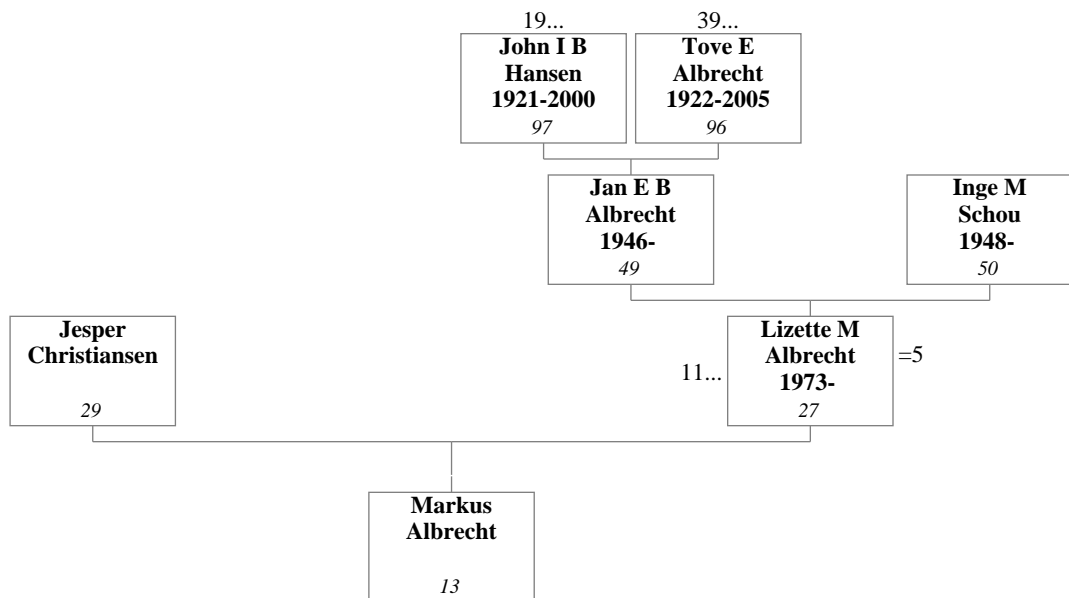 19...
39...
John I B
Hansen
1921-2000
97
Tove E
Albrecht
1922-2005
96
Jan E B
Albrecht
1946-
49
Inge M
Schou
1948-
50
Jesper
Christiansen
29
11...
Lizette M
Albrecht
1973-
27
=5
Markus
Albrecht
13